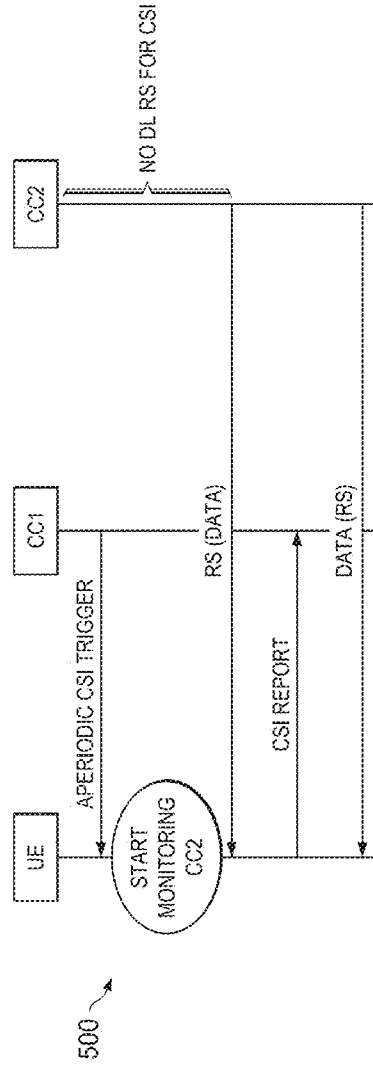 500
UE
CC1
CC2
APERIODIC CSI TRIGGER
START
MONITORING
CC2
NO DL RS FOR CSI
RS (DATA)
CSI REPORT
DATA (RS)